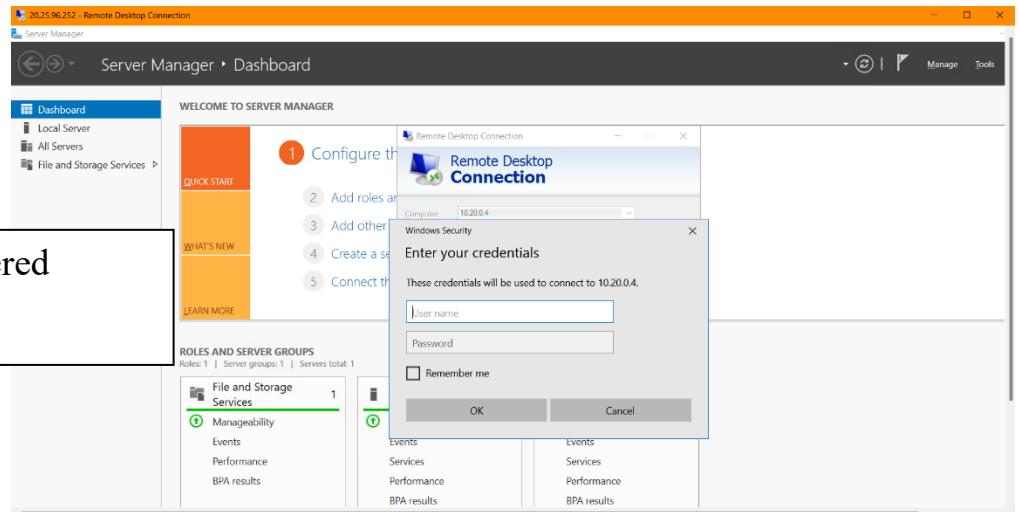 20.25.96.252 - Remote Desktop Connection
Server Manager
Server Manager • Dashboard
Manage Tools
Dashboard
Local Server
All Servers
File and Storage Services
WELCOME TO SERVER MANAGER
QUICK START
WHAT'S NEW
LEARN MORE
1 Configure th
2 Add roles an
3 Add other
4 Create a se
5 Connect th
ered
Remote Desktop Connection
Remote Desktop
Connection
Computer 10.20.0.4
Windows Security
Enter your credentials
These credentials will be used to connect to 10.20.0.4.
User name
Password
Remember me
OK Cancel
ROLES AND SERVER GROUPS
Roles: 1 | Server groups: 1 | Servers total: 1
File and Storage
Services 1
Manageability
Events
Performance
BPA results
Events
Services
Performance
BPA results
Events
Services
Performance
BPA results